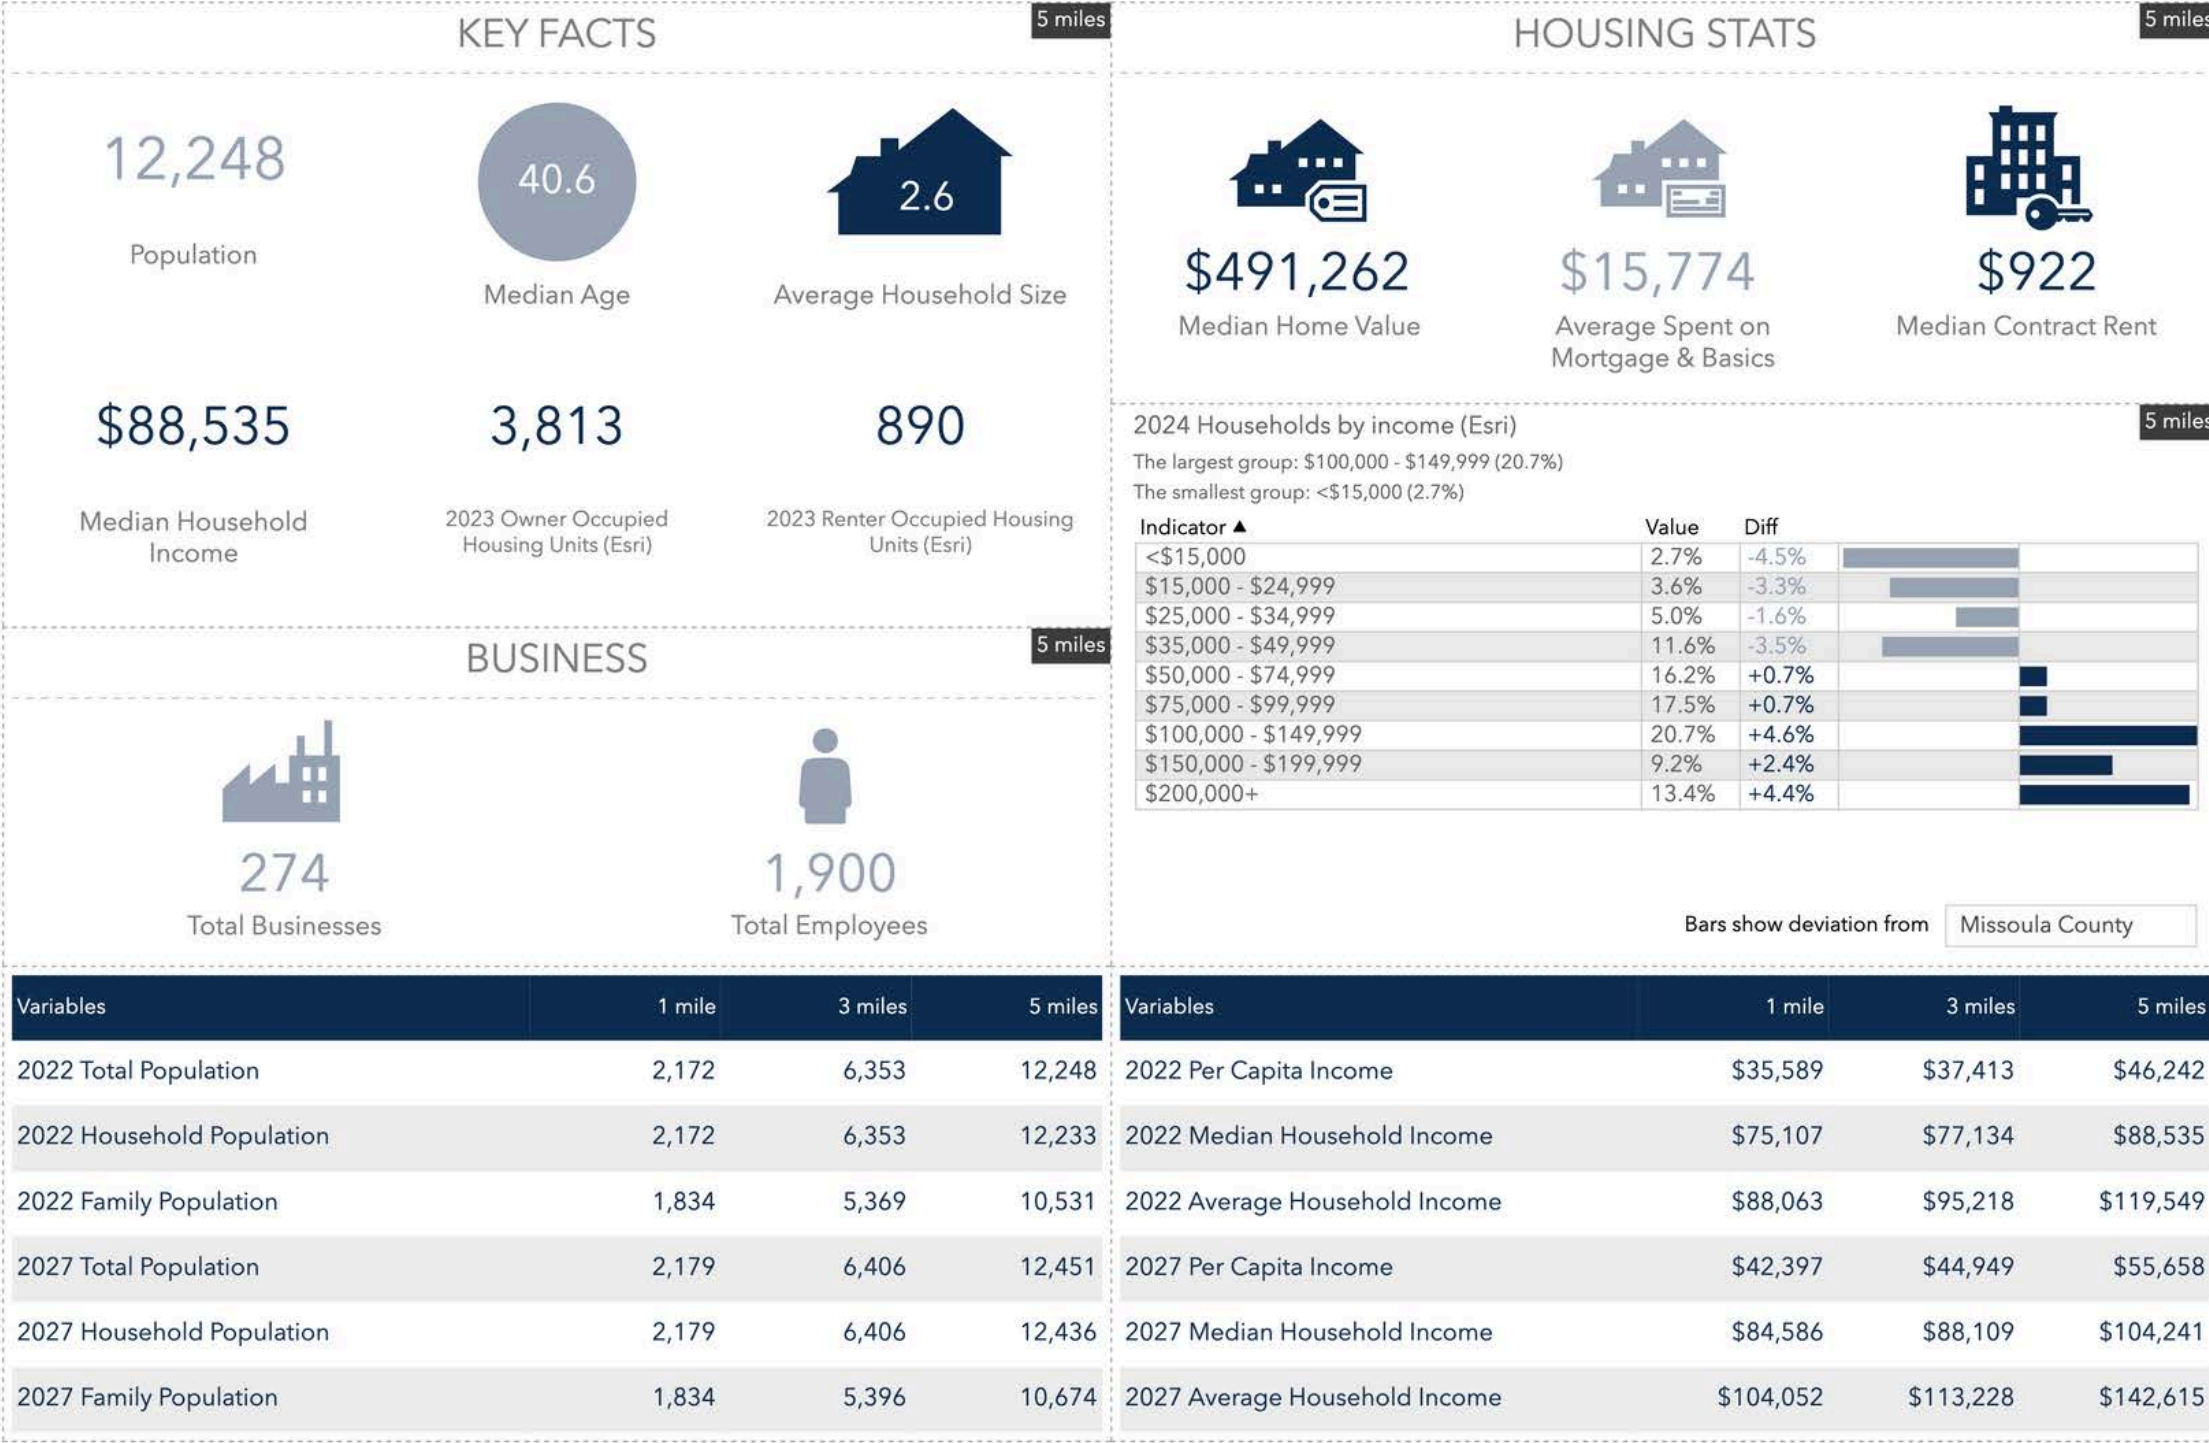 KEY FACTS
5 miles
12,248
Population
40.6
Median Age
2.6
Average Household Size
$88,535
Median Household
Income
3,813
2023 Owner Occupied
Housing Units (Esri)
890
2023 Renter Occupied Housing
Units (Esri)
HOUSING STATS
5 miles
$491,262
Median Home Value
$15,774
Average Spent on
Mortgage & Basics
$922
Median Contract Rent
BUSINESS
5 miles
274
Total Businesses
1,900
Total Employees
2024 Households by income (Esri)
5 miles
The largest group: $100,000 - $149,999 (20.7%)
The smallest group: <$15,000 (2.7%)
Indicator ▲ Value Diff
<$15,000 2.7% -4.5%
$15,000 - $24,999 3.6% -3.3%
$25,000 - $34,999 5.0% -1.6%
$35,000 - $49,999 11.6% -3.5%
$50,000 - $74,999 16.2% +0.7%
$75,000 - $99,999 17.5% +0.7%
$100,000 - $149,999 20.7% +4.6%
$150,000 - $199,999 9.2% +2.4%
$200,000+ 13.4% +4.4%
Bars show deviation from Missoula County
Variables 1 mile 3 miles 5 miles
2022 Total Population 2,172 6,353 12,248
2022 Household Population 2,172 6,353 12,233
2022 Family Population 1,834 5,369 10,531
2027 Total Population 2,179 6,406 12,451
2027 Household Population 2,179 6,406 12,436
2027 Family Population 1,834 5,396 10,674
Variables 1 mile 3 miles 5 miles
2022 Per Capita Income $35,589 $37,413 $46,242
2022 Median Household Income $75,107 $77,134 $88,535
2022 Average Household Income $88,063 $95,218 $119,549
2027 Per Capita Income $42,397 $44,949 $55,658
2027 Median Household Income $84,586 $88,109 $104,241
2027 Average Household Income $104,052 $113,228 $142,615